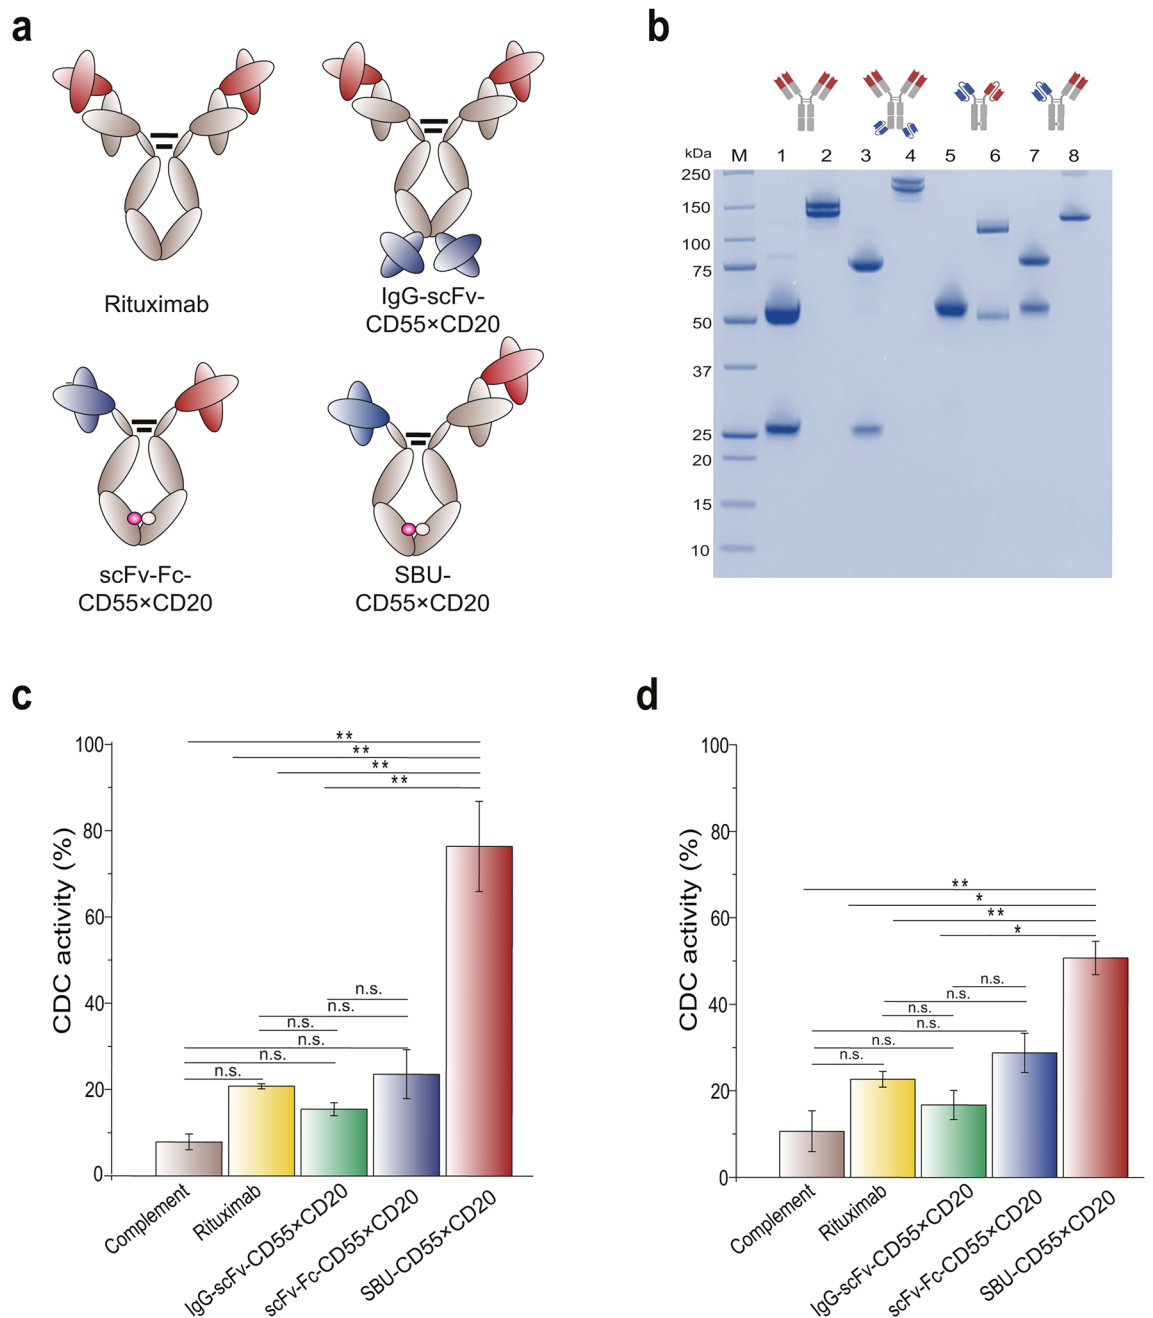 a
Rituximab
IgG-scFv-
CD55×CD20
scFv-Fc-
CD55×CD20
SBU-
CD55×CD20
b
kDa M 1 2 3 4 5 6 7 8
250
150
100
75
50
37
25
20
15
10
c
CDC activity (%)
100
80
60
40
20
0
**
**
**
**
n.s.
n.s.
n.s.
n.s.
n.s.
n.s.
Complement
Rituximab
IgG-scFv-CD55×CD20
scFv-Fc-CD55×CD20
SBU-CD55×CD20
d
CDC activity (%)
100
80
60
40
20
0
**
*
**
*
n.s.
n.s.
n.s.
n.s.
n.s.
n.s.
Complement
Rituximab
IgG-scFv-CD55×CD20
scFv-Fc-CD55×CD20
SBU-CD55×CD20